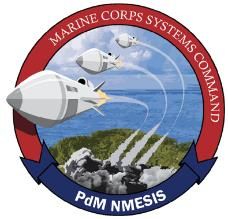 MARINE CORPS SYSTEMS COMMAND
PdM NMESIS